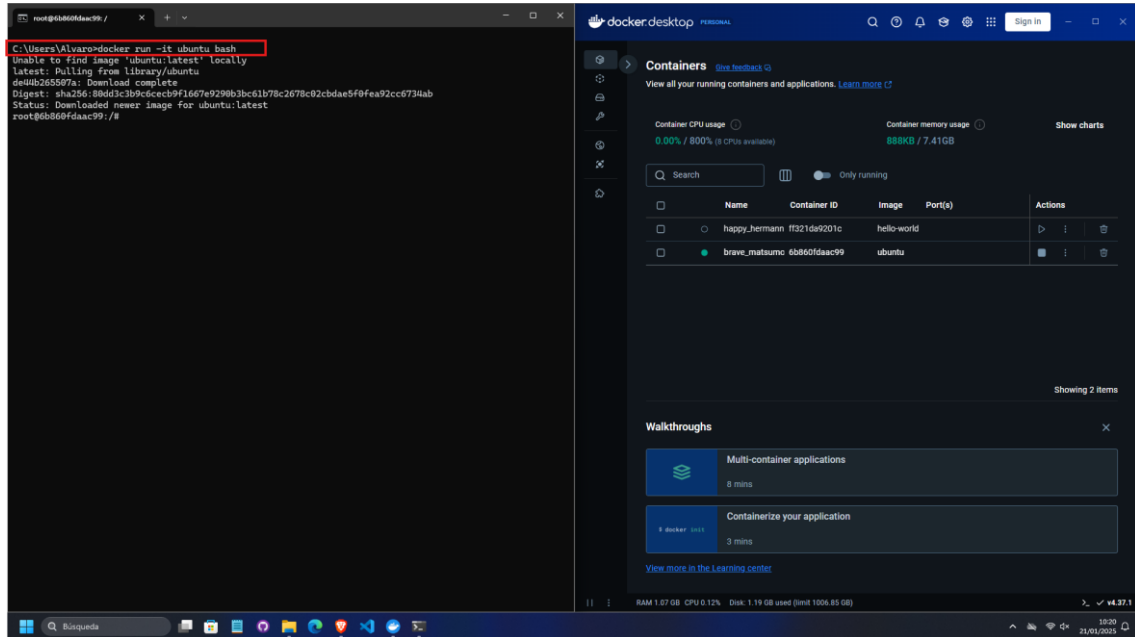 root@6b860fdaac99: /
C:\Users\Alvaro>docker run -it ubuntu bash
Unable to find image 'ubuntu:latest' locally
latest: Pulling from library/ubuntu
de44b265507a: Download complete
Digest: sha256:80dd3c3b9c6cecb9f1667e9290b3bc61b78c2678c02cbdae5f0fea92cc6734ab
Status: Downloaded newer image for ubuntu:latest
root@6b860fdaac99:/#
docker desktop PERSONAL
Sign in
Containers Give feedback
View all your running containers and applications. Learn more
Container CPU usage
0.00% / 800% (8 CPUs available)
Container memory usage
888KB / 7.41GB
Show charts
Search
Only running
Name Container ID Image Port(s) Actions
happy_hermann ff321da9201c hello-world
brave_matsumo 6b860fdaac99 ubuntu
Showing 2 items
Walkthroughs
Multi-container applications
8 mins
$ docker init
Containerize your application
3 mins
View more in the Learning center
RAM 1.07 GB CPU 0.12% Disk: 1.19 GB used (limit 1006.85 GB)
v4.37.1
Búsqueda
10:20
21/01/2025